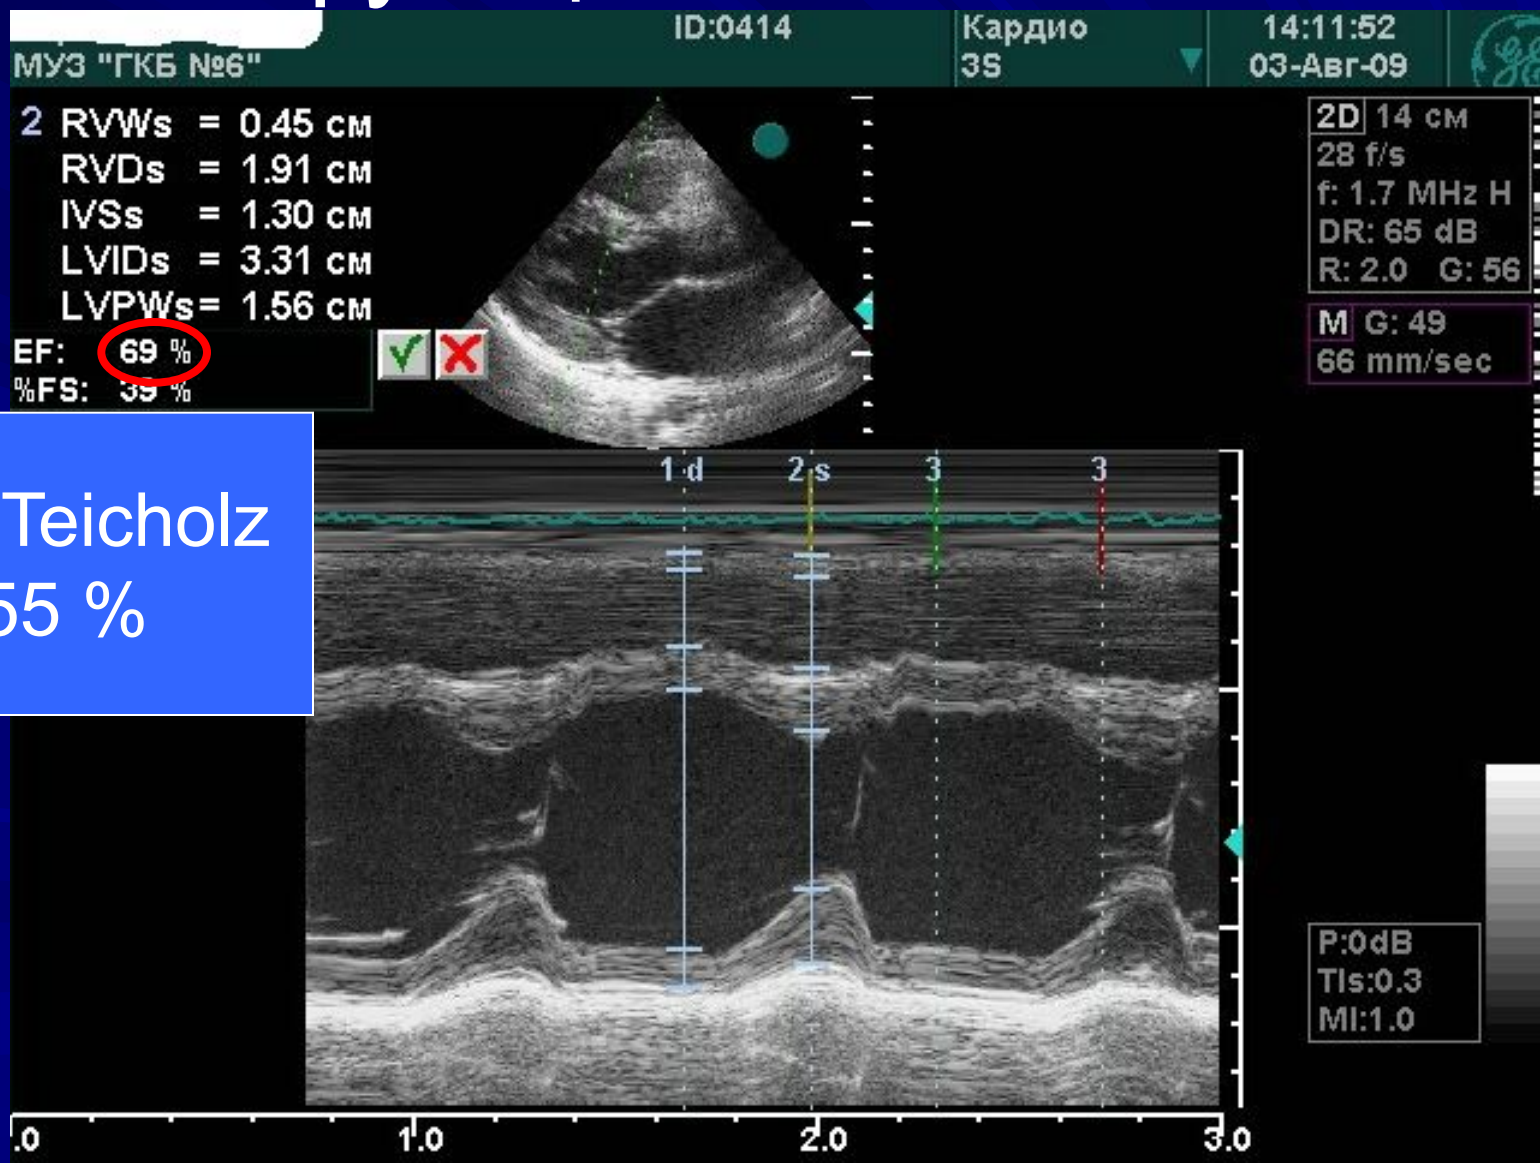 ID:0414
Кардио
14:11:52
МУЗ "ГКБ №6"
3S
03-Авг-09
2 RVWs = 0.45 см
RVDs = 1.91 см
IVSs = 1.30 см
LVIDs = 3.31 см
LVPWs= 1.56 см
EF: 69 %
%FS: 39 %
2D 14 см
28 f/s
f: 1.7 MHz H
DR: 65 dB
R: 2.0 G: 56
M G: 49
66 mm/sec
Teicholz
55 %
1 d
2 s
3
3
P:0dB
TIs:0.3
MI:1.0
.0
1.0
2.0
3.0